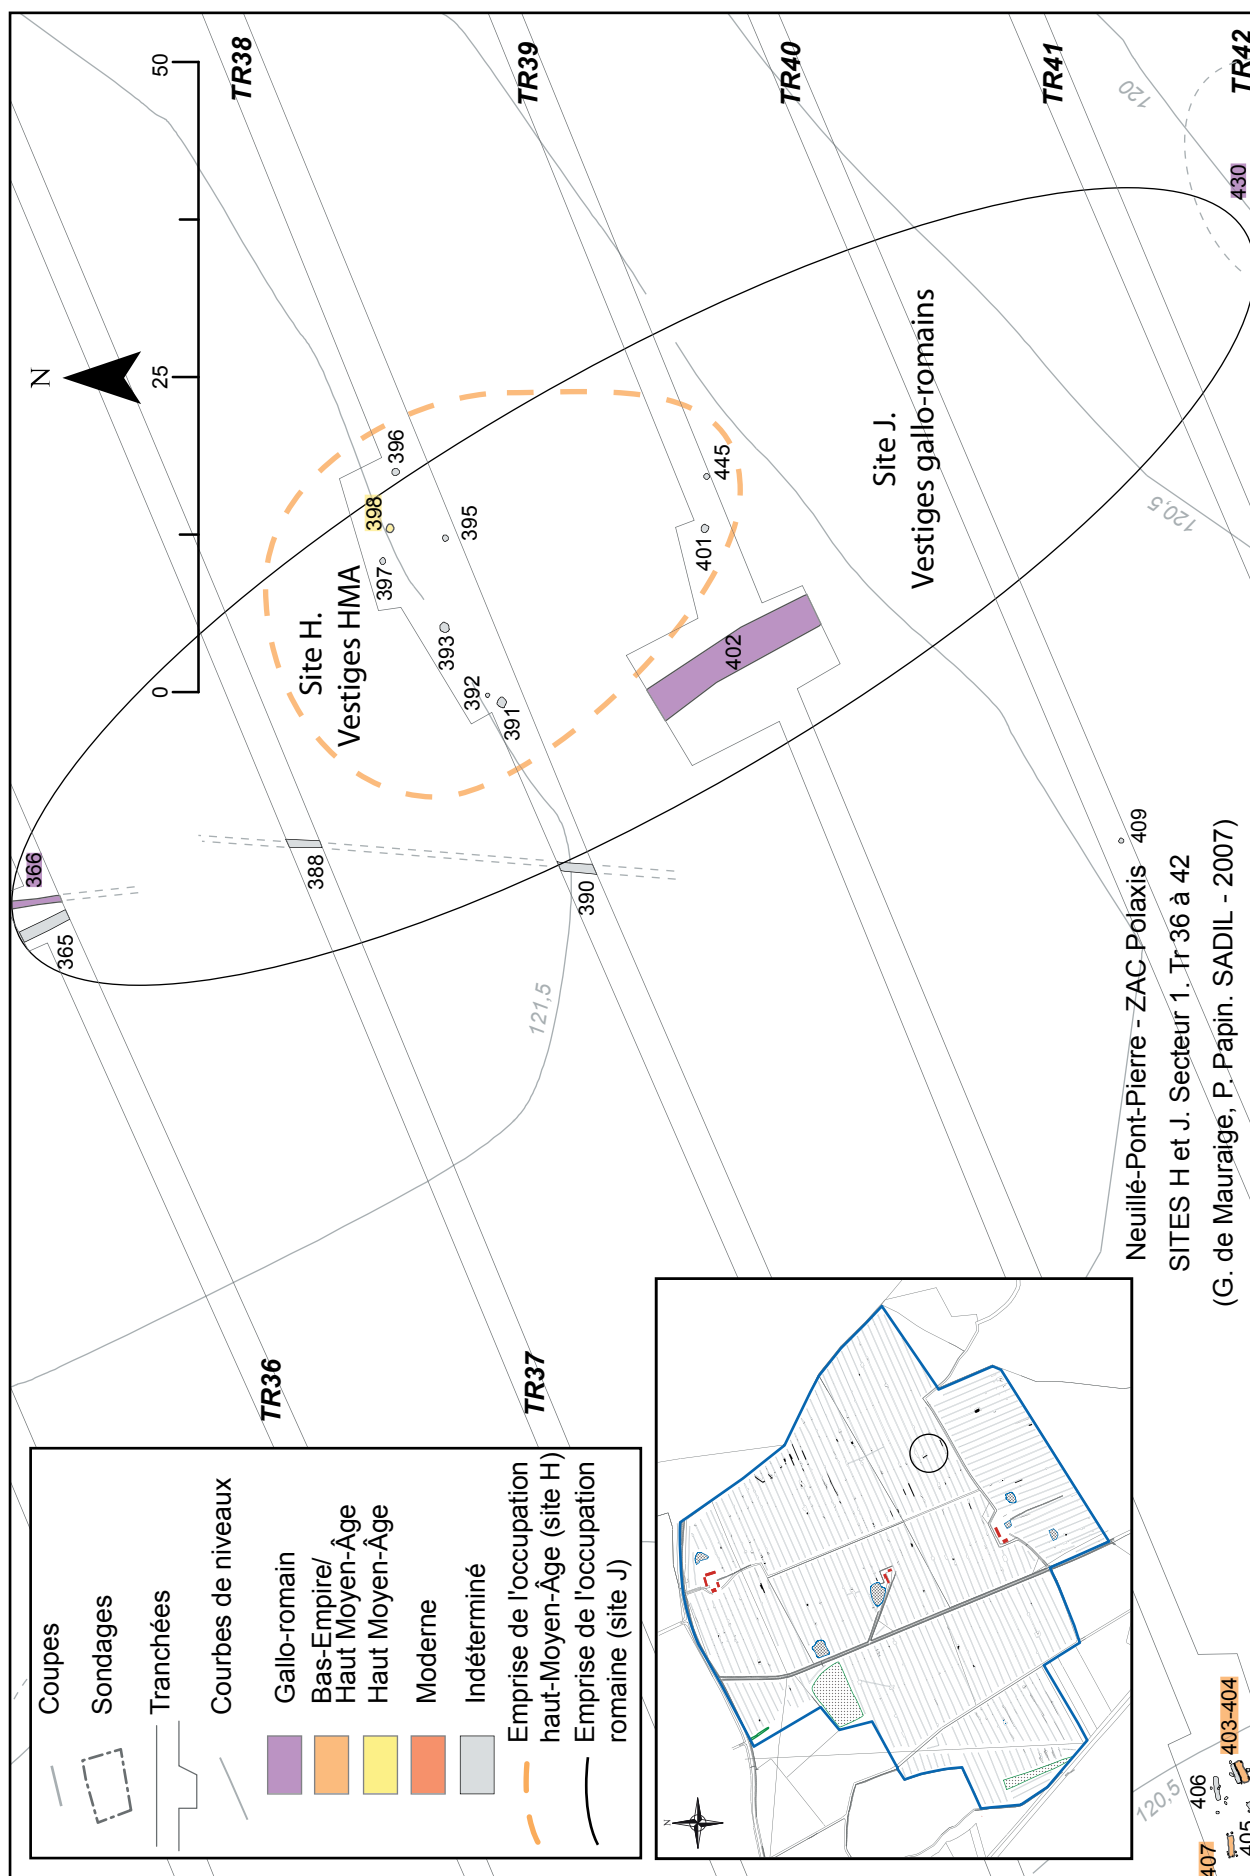 N
0
25
50
TR38
TR39
TR40
TR41
TR42
TR36
TR37
366
365
388
390
Site H.
Vestiges HMA
398
396
397
395
393
392
391
445
401
402
Site J.
Vestiges gallo-romains
430
409
120
120,5
121,5
120,5
Coupes
Sondages
Tranchées
Courbes de niveaux
Gallo-romain
Bas-Empire/
Haut Moyen-Âge
Haut Moyen-Âge
Moderne
Indéterminé
Emprise de l'occupation
haut-Moyen-Âge (site H)
Emprise de l'occupation
romaine (site J)
N
Neuillé-Pont-Pierre - ZAC Polaxis
SITES H et J. Secteur 1. Tr 36 à 42
(G. de Mauraige, P. Papin. SADIL - 2007)
403-404
406
405
407